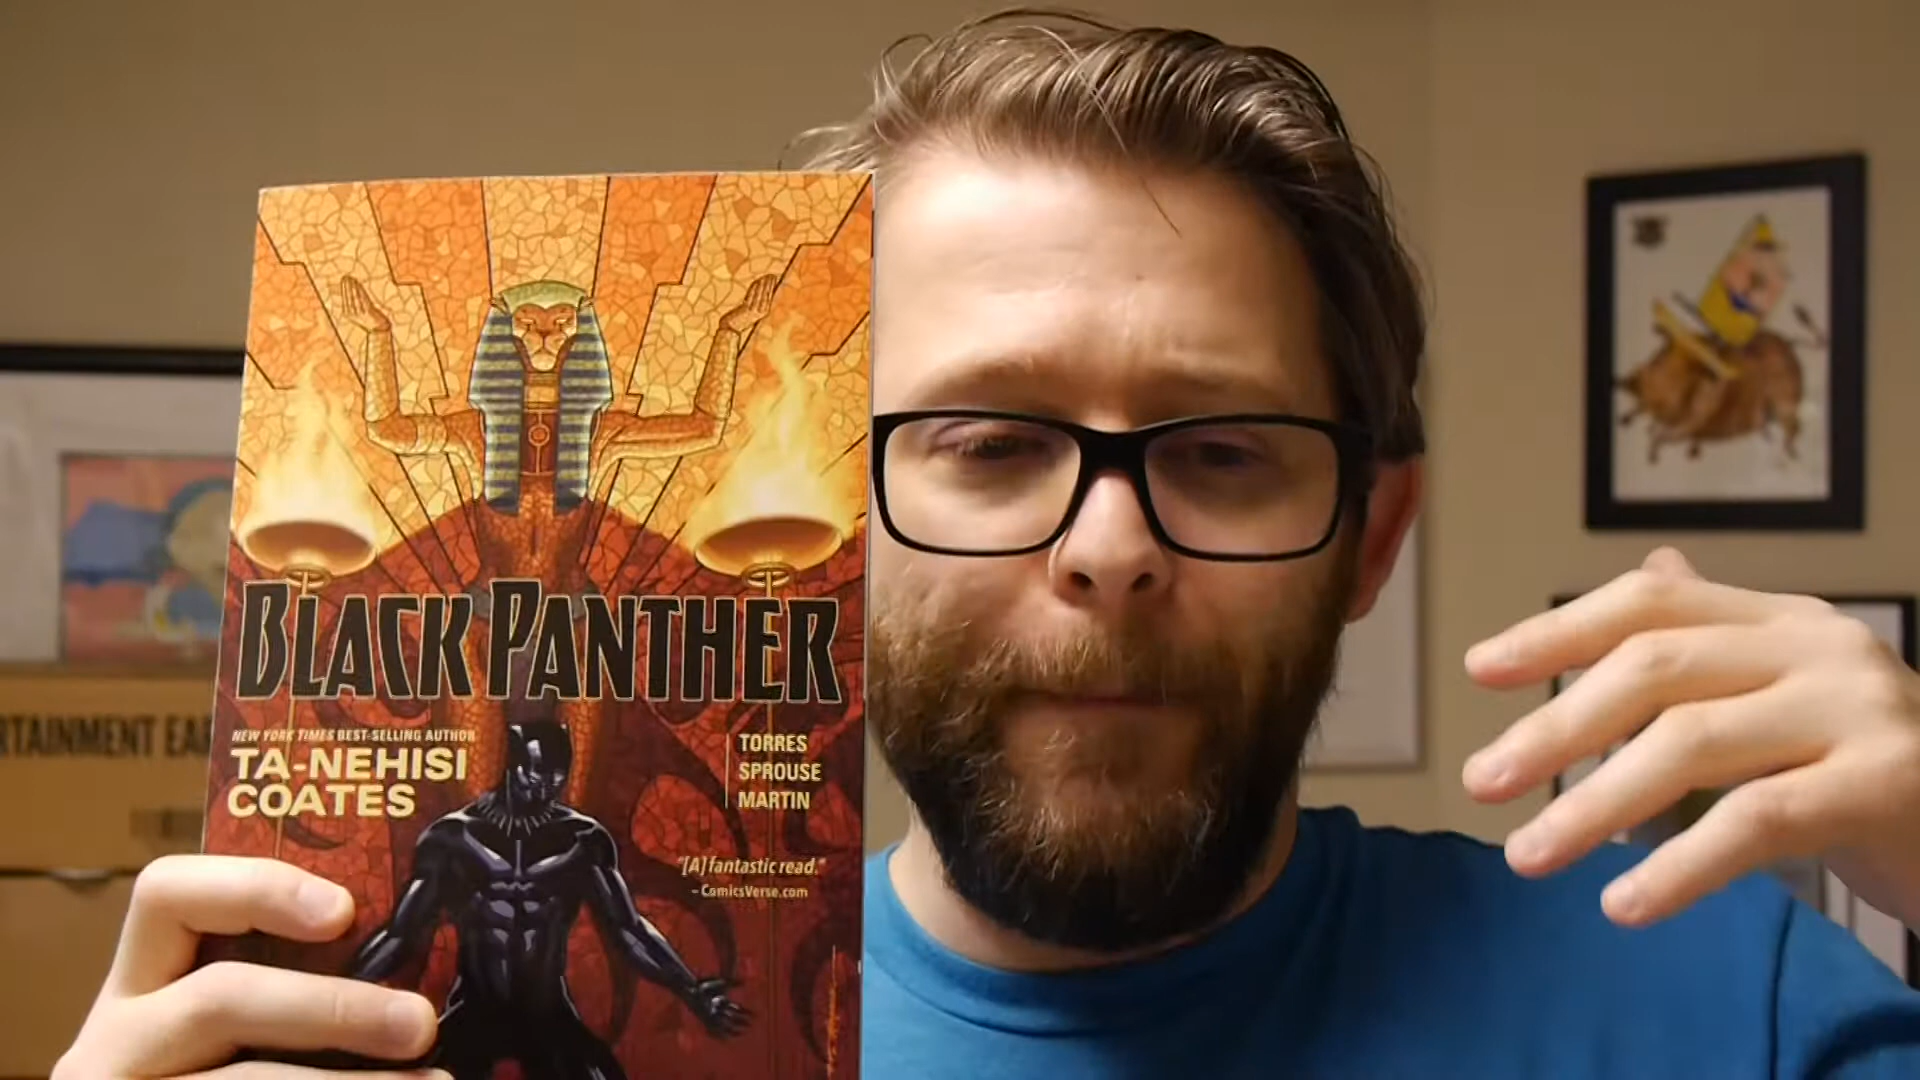 BLACK PANTHER
NEW YORK TIMES BEST-SELLING AUTHOR
TA-NEHISI
COATES
TORRES
SPROUSE
MARTIN
"[A] fantastic read."
– ComicsVerse.com
RTAINMENT EAR